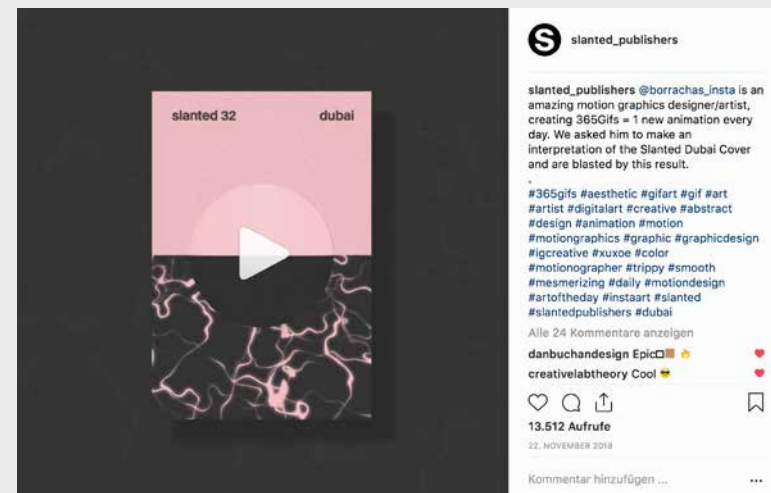 slanted 32 dubai
S slanted_publishers
slanted_publishers @borrachas_insta is an
amazing motion graphics designer/artist,
creating 365Gifs = 1 new animation every
day. We asked him to make an
interpretation of the Slanted Dubai Cover
and are blasted by this result.
.
#365gifs #aesthetic #gifart #gif #art
#artist #digitalart #creative #abstract
#design #animation #motion
#motiongraphics #graphic #graphicdesign
#igcreative #xuxoe #color
#motionographer #trippy #smooth
#mesmerizing #daily #motiondesign
#artoftheday #instaart #slanted
#slantedpublishers #dubai
Alle 24 Kommentare anzeigen
danbuchandesign Epic
creativelabtheory Cool 😎
13.512 Aufrufe
22. NOVEMBER 2018
Kommentar hinzufügen ...